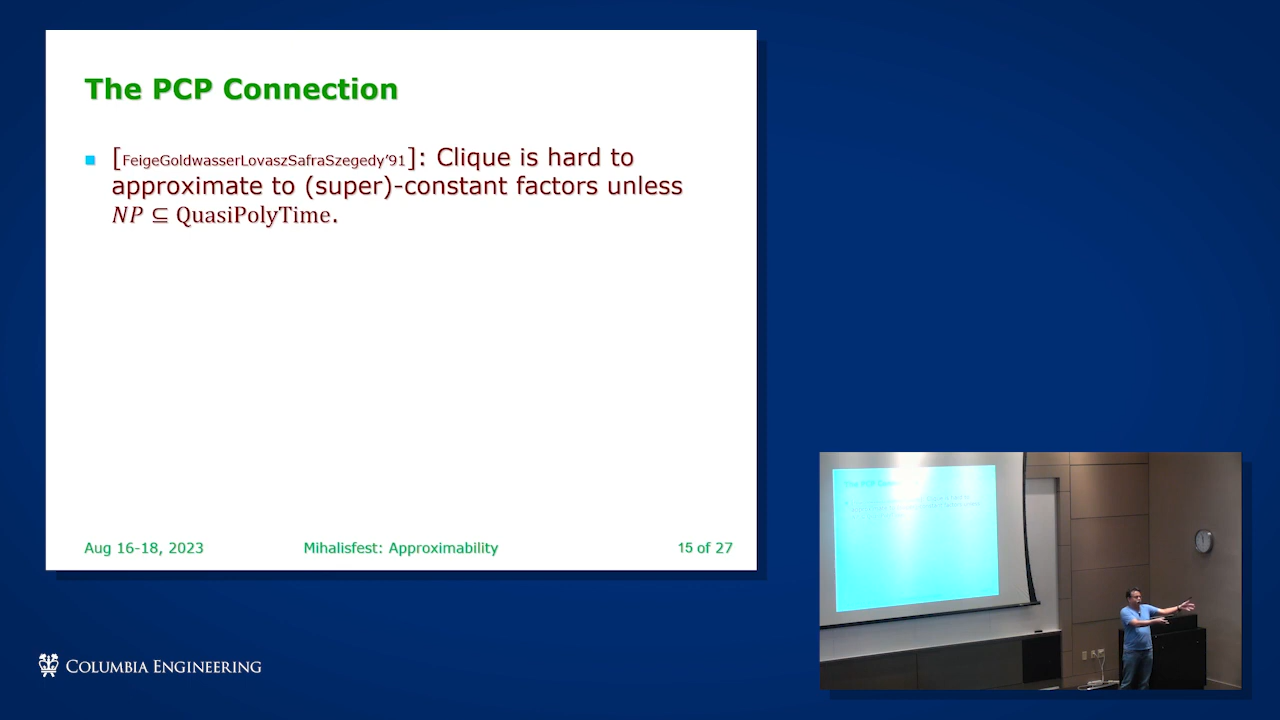 The PCP Connection
[FeigeGoldwasserLovaszSafraSzegedy'91]: Clique is hard to
approximate to (super)-constant factors unless
𝑁𝑃 ⊆ QuasiPolyTime.
Aug 16-18, 2023 Mihalisfest: Approximability 15 of 27
COLUMBIA ENGINEERING